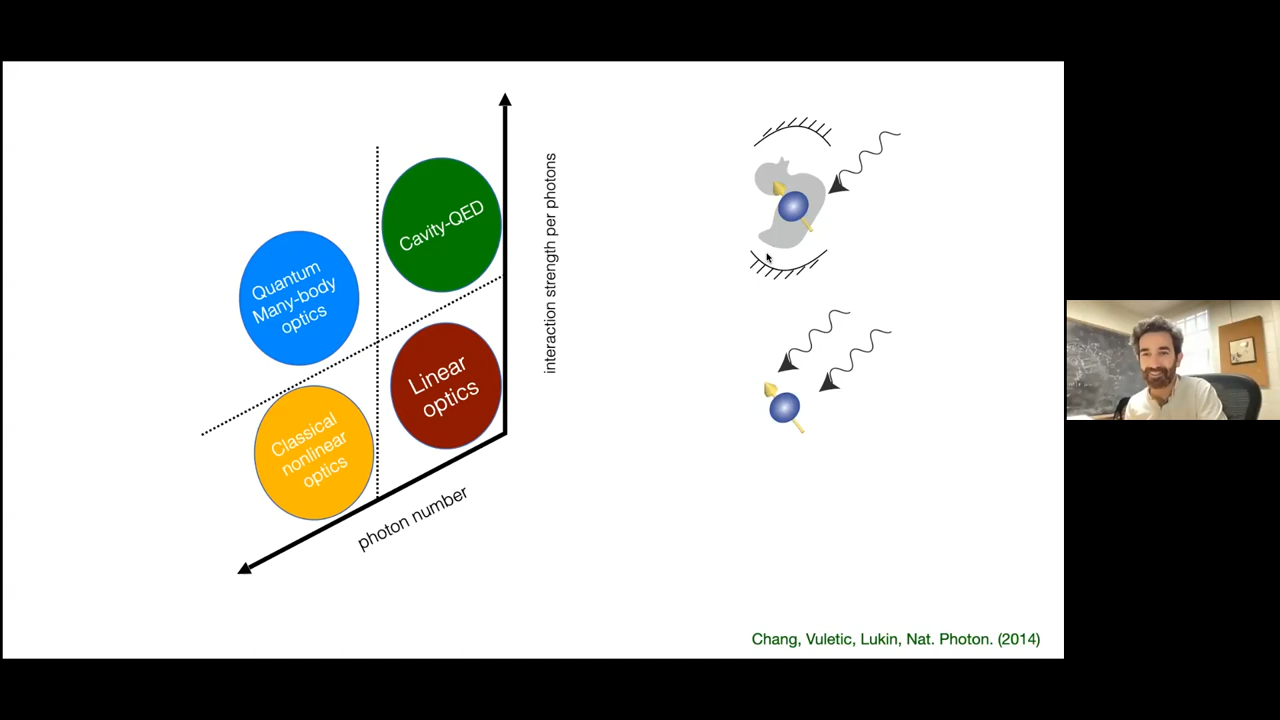 interaction strength per photons
Cavity-QED
Quantum
Many-body
optics
Linear
optics
Classical
nonlinear
optics
photon number
Chang, Vuletic, Lukin, Nat. Photon. (2014)